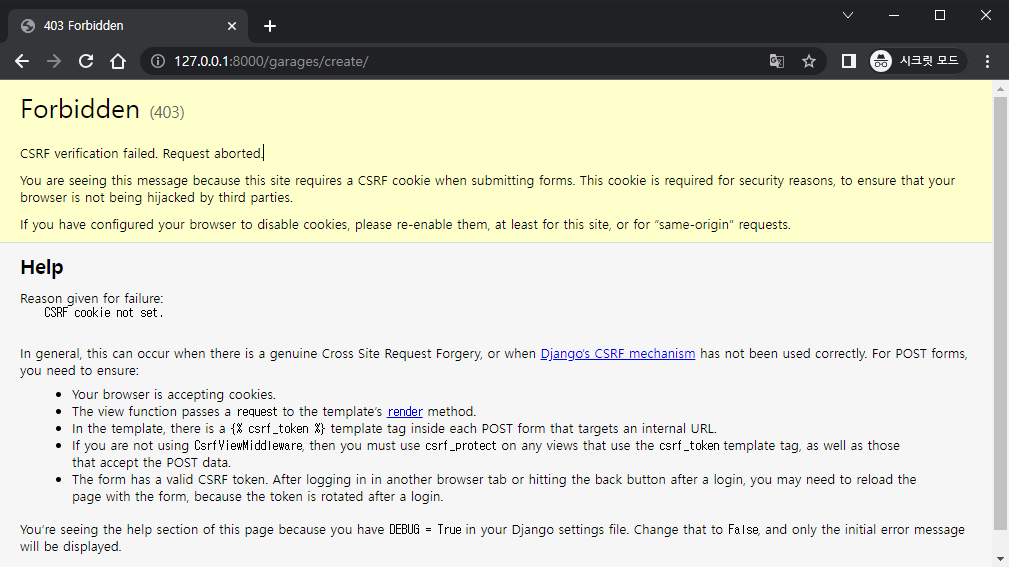 403 Forbidden
127.0.0.1:8000/garages/create/
시크릿 모드
Forbidden (403)
CSRF verification failed. Request aborted.
You are seeing this message because this site requires a CSRF cookie when submitting forms. This cookie is required for security reasons, to ensure that your
browser is not being hijacked by third parties.
If you have configured your browser to disable cookies, please re-enable them, at least for this site, or for “same-origin” requests.
Help
Reason given for failure:
CSRF cookie not set.
In general, this can occur when there is a genuine Cross Site Request Forgery, or when Django's CSRF mechanism has not been used correctly. For POST forms,
you need to ensure:
• Your browser is accepting cookies.
• The view function passes a request to the template's render method.
• In the template, there is a {% csrf_token %} template tag inside each POST form that targets an internal URL.
• If you are not using CsrfViewMiddleware, then you must use csrf_protect on any views that use the csrf_token template tag, as well as those
that accept the POST data.
• The form has a valid CSRF token. After logging in in another browser tab or hitting the back button after a login, you may need to reload the
page with the form, because the token is rotated after a login.
You're seeing the help section of this page because you have DEBUG = True in your Django settings file. Change that to False, and only the initial error message
will be displayed.